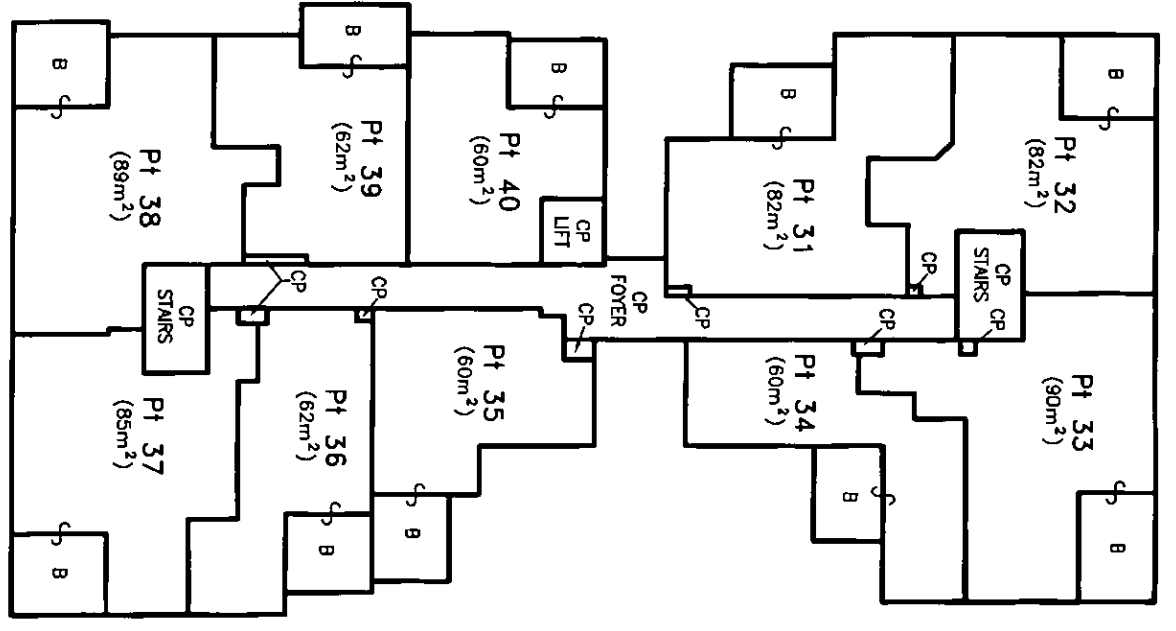 B
B
B
B
B
Pt 38
(89m²)
Pt 39
(62m²)
Pt 40
(60m²)
Pt 31
(82m²)
Pt 32
(82m²)
CP
LIFT
CP
FOYER
CP
STAIRS
CP
STAIRS
CP
CP
CP
CP
CP
CP
Pt 37
(85m²)
Pt 36
(62m²)
Pt 35
(60m²)
Pt 34
(60m²)
Pt 33
(90m²)
B
B
B
B
B